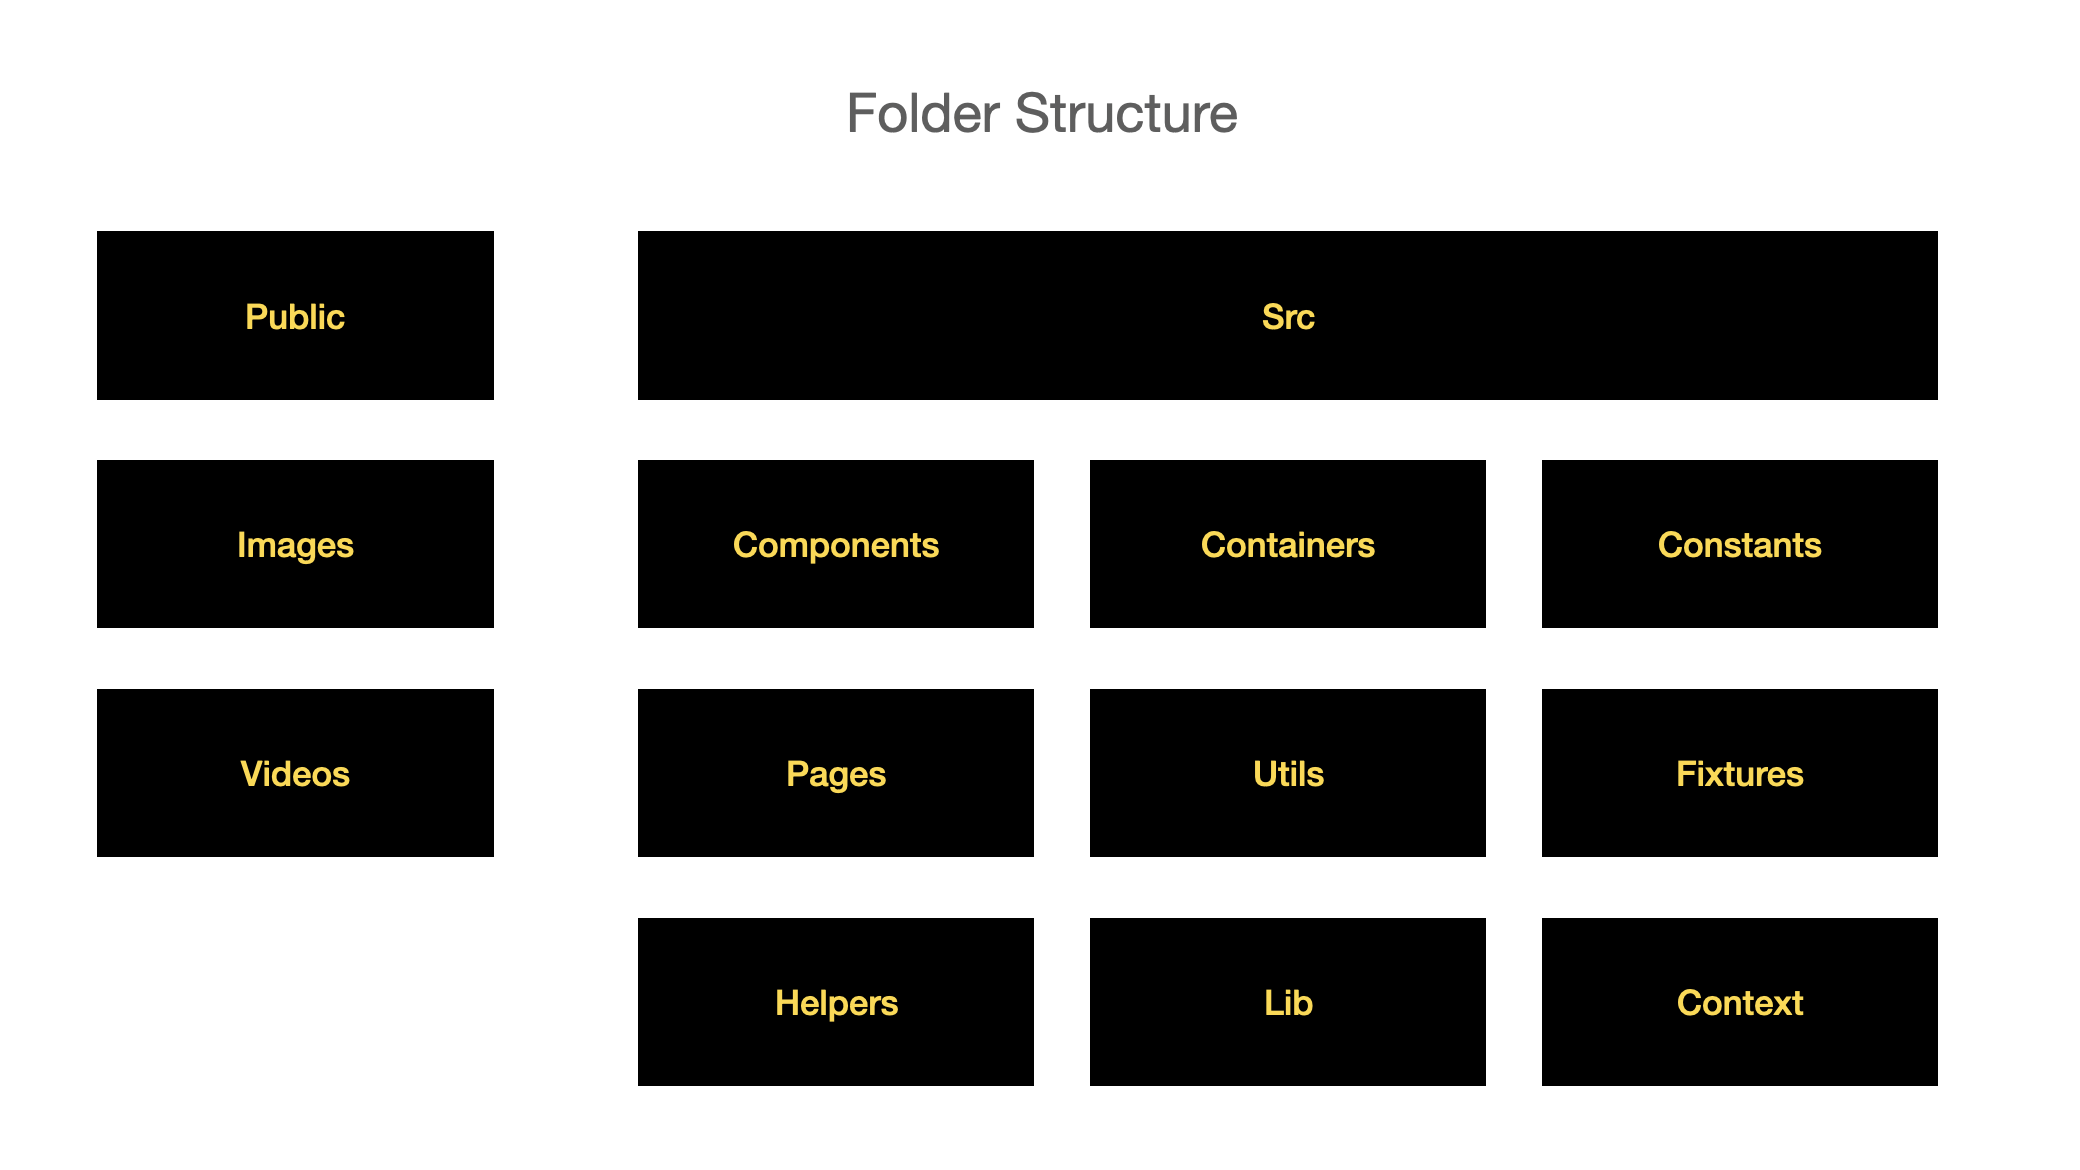 Folder Structure
Public
Src
Images
Components
Containers
Constants
Videos
Pages
Utils
Fixtures
Helpers
Lib
Context